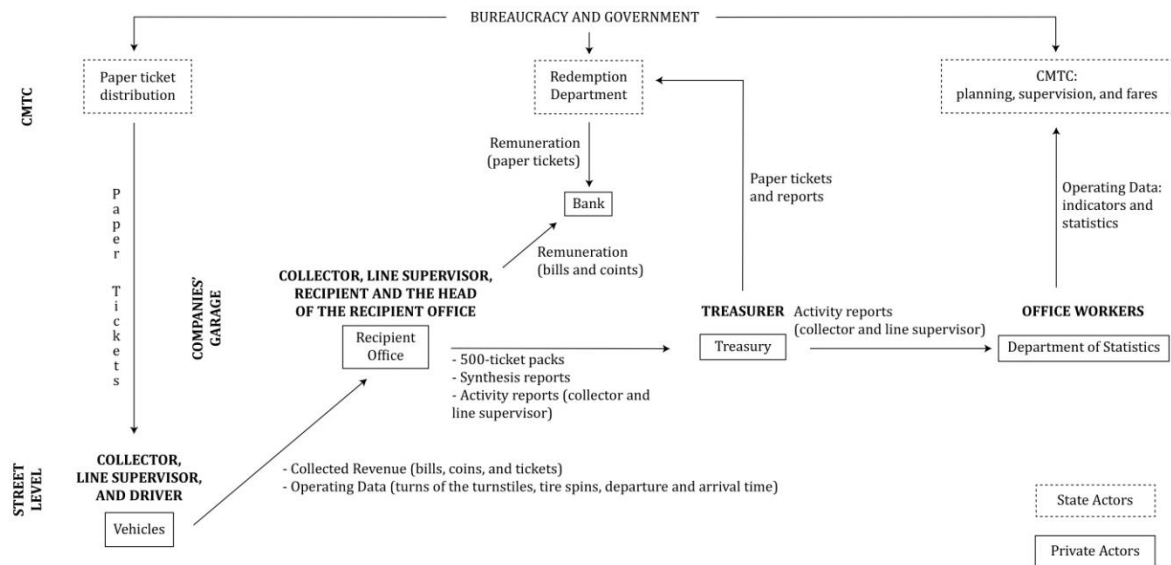 BUREAUCRACY AND GOVERNMENT
CMTC
Paper ticket
distribution
Redemption
Department
CMTC:
planning, supervision, and fares
Remuneration
(paper tickets)
Paper Tickets
Paper tickets
and reports
Operating Data:
indicators and
statistics
Bank
Remuneration
(bills and coints)
COMPANIES'
GARAGE
COLLECTOR, LINE SUPERVISOR,
RECIPIENT AND THE HEAD
OF THE RECIPIENT OFFICE
Recipient
Office
- 500-ticket packs
- Synthesis reports
- Activity reports (collector and
line supervisor)
TREASURER
Treasury
Activity reports
(collector and line supervisor)
OFFICE WORKERS
Department of Statistics
STREET
LEVEL
COLLECTOR,
LINE SUPERVISOR,
AND DRIVER
Vehicles
- Collected Revenue (bills, coins, and tickets)
- Operating Data (turns of the turnstiles, tire spins, departure and arrival time)
State Actors
Private Actors